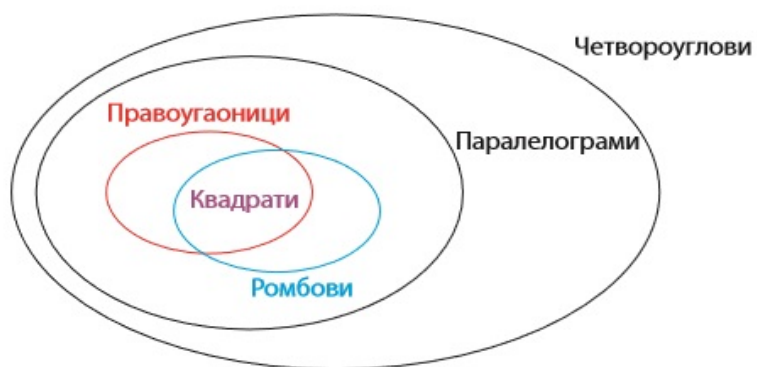 Четвороуглови
Правоугаоници
Паралелограми
Квадрати
Ромбови